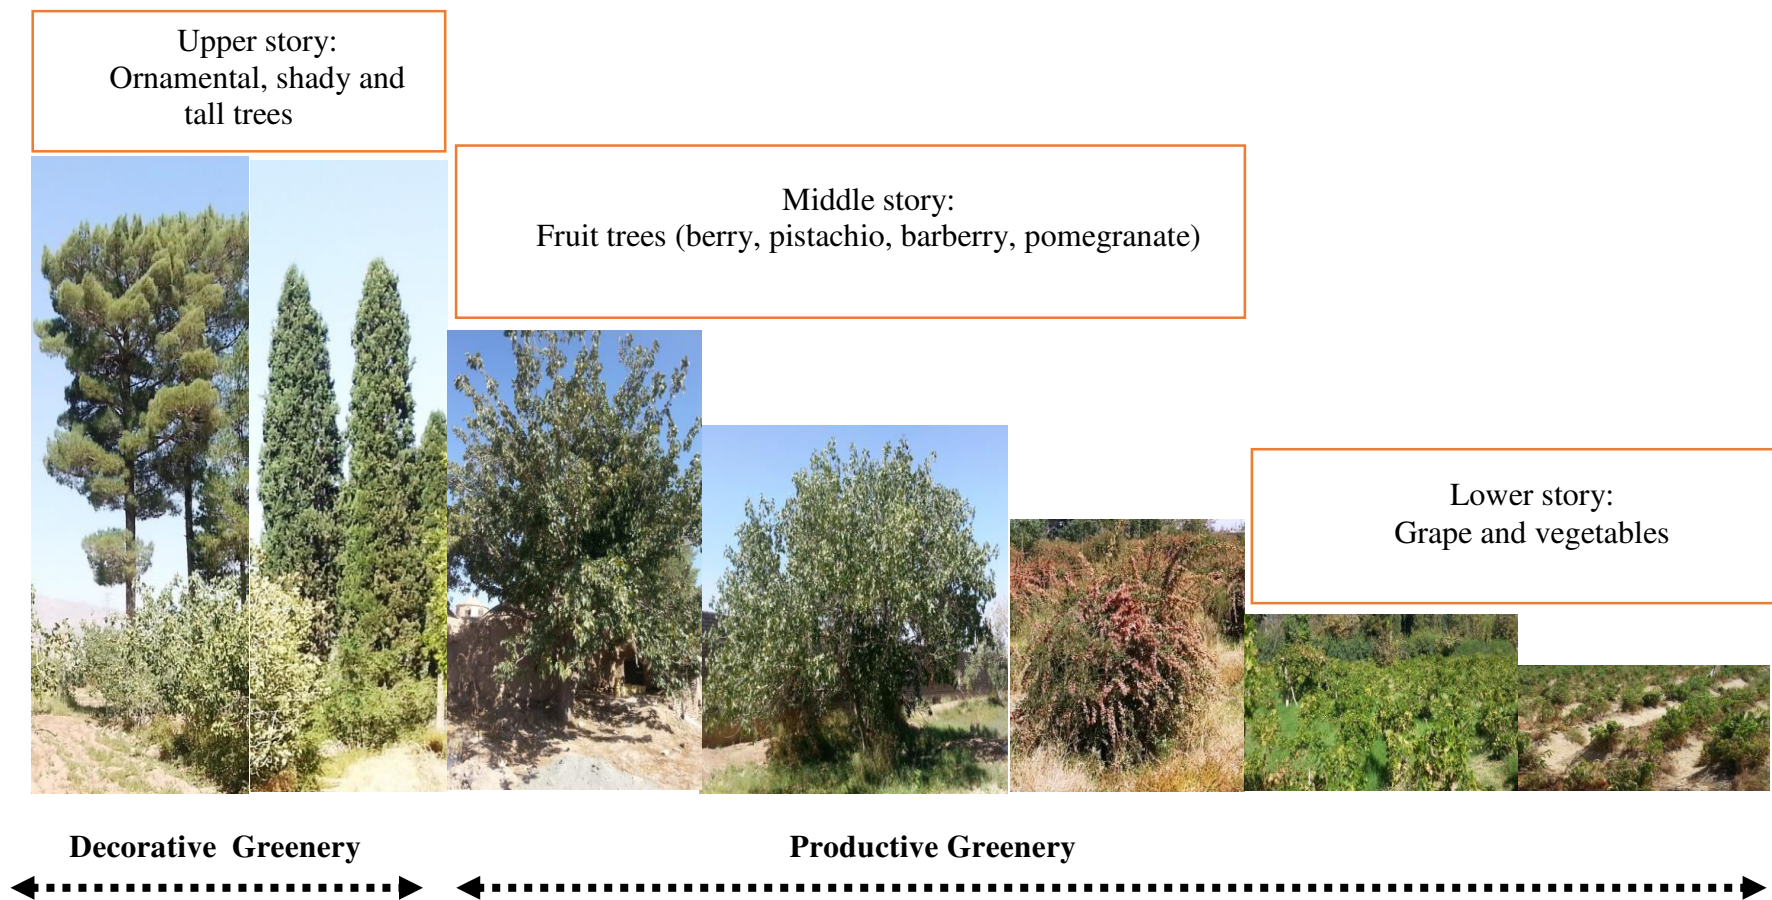 Upper story:
Ornamental, shady and
tall trees
Middle story:
Fruit trees (berry, pistachio, barberry, pomegranate)
Lower story:
Grape and vegetables
Decorative Greenery
Productive Greenery